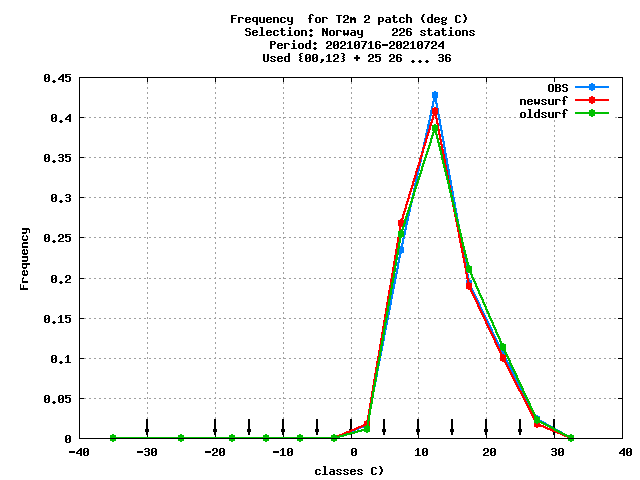 Frequency  for T2m 2 patch (deg C)
Selection: Norway    226 stations
Period: 20210716-20210724
Used {00,12} + 25 26 ... 36
OBS
newsurf
oldsurf
0.45
0.4
0.35
0.3
0.25
0.2
0.15
0.1
0.05
0
Frequency
-40 -30 -20 -10 0 10 20 30 40
classes C)